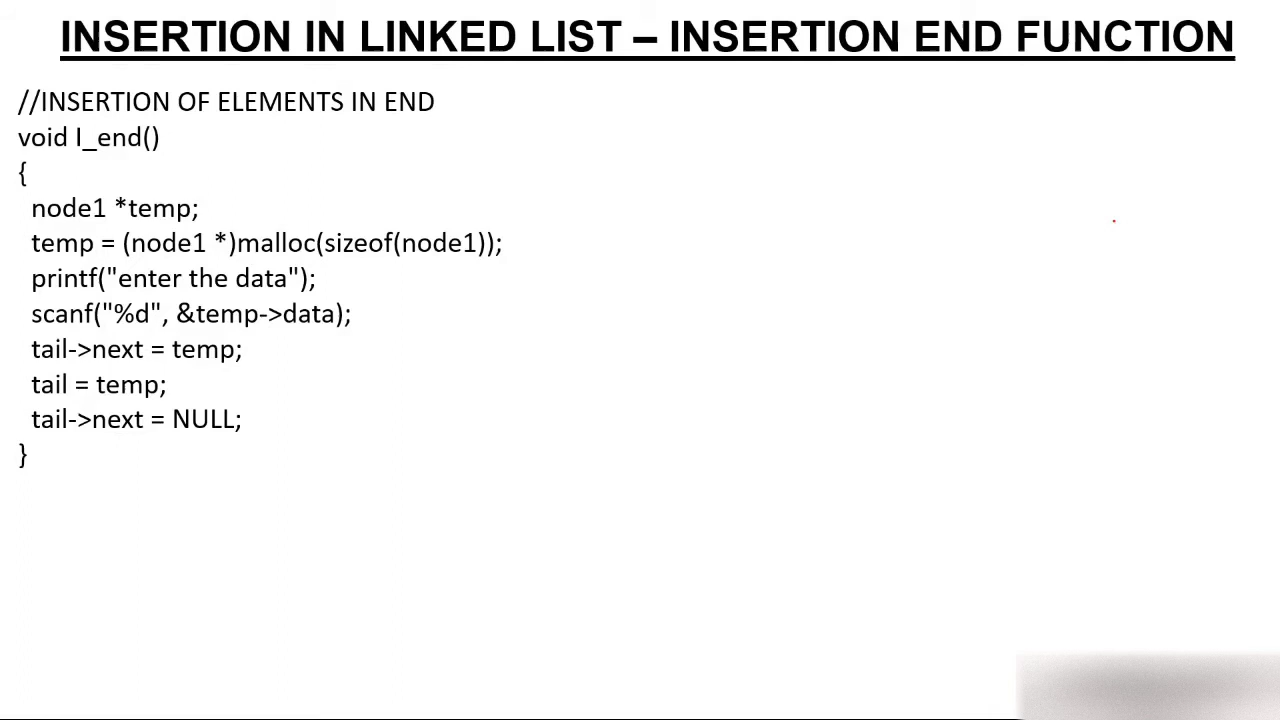 INSERTION IN LINKED LIST – INSERTION END FUNCTION
//INSERTION OF ELEMENTS IN END
void I_end()
{
node1 *temp;
temp = (node1 *)malloc(sizeof(node1));
printf("enter the data");
scanf("%d", &temp->data);
tail->next = temp;
tail = temp;
tail->next = NULL;
}